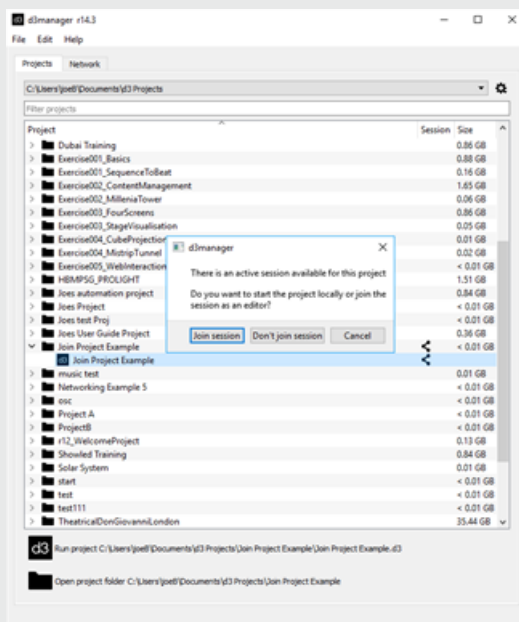 d3 d3manager r14.3
File Edit Help
Projects Network
C:\Users\joeB\Documents\d3 Projects
Filter projects
Project Session Size
Dubai Training 0.86 GB
Exercise001_Basics 0.88 GB
Exercise001_SequenceToBeat 0.16 GB
Exercise002_ContentManagement 1.65 GB
Exercise002_MilleniaTower 0.06 GB
Exercise003_FourScreens 0.86 GB
Exercise003_StageVisualisation 0.05 GB
Exercise004_CubeProjection 0.01 GB
Exercise004_MistripTunnel 0.02 GB
Exercise005_WebInteraction < 0.01 GB
HBMPSG_PROLIGHT 1.51 GB
Joes automation project 0.84 GB
Joes Project < 0.01 GB
Joes test Proj < 0.01 GB
Joes User Guide Project 0.36 GB
Join Project Example < 0.01 GB
d3 Join Project Example
music test 0.01 GB
Networking Example 5 < 0.01 GB
osc < 0.01 GB
Project A < 0.01 GB
ProjectB < 0.01 GB
r12_WelcomeProject 0.13 GB
Showled Training 0.84 GB
Solar System 0.01 GB
start < 0.01 GB
test < 0.01 GB
test111 < 0.01 GB
TheatricalDonGiovanniLondon 35.44 GB
d3manager
There is an active session available for this project
Do you want to start the project locally or join the
session as an editor?
Join session Don't join session Cancel
d3 Run project C:\Users\joeB\Documents\d3 Projects\Join Project Example\Join Project Example.d3
Open project folder C:\Users\joeB\Documents\d3 Projects\Join Project Example